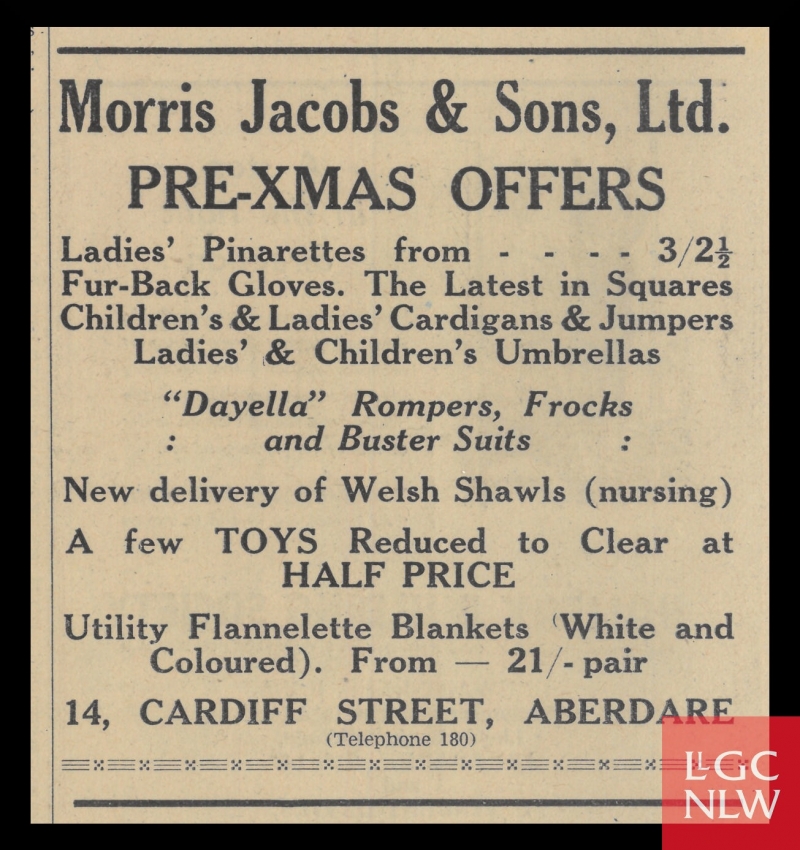 Morris Jacobs & Sons, Ltd.
PRE-XMAS OFFERS
Ladies' Pinarettes from - - - - 3/2½
Fur-Back Gloves. The Latest in Squares
Children's & Ladies' Cardigans & Jumpers
Ladies' & Children's Umbrellas
"Dayella" Rompers, Frocks
: and Buster Suits :
New delivery of Welsh Shawls (nursing)
A few TOYS Reduced to Clear at
HALF PRICE
Utility Flannelette Blankets (White and
Coloured). From — 21/- pair
14, CARDIFF STREET, ABERDARE
(Telephone 180)
LLGC
NLW